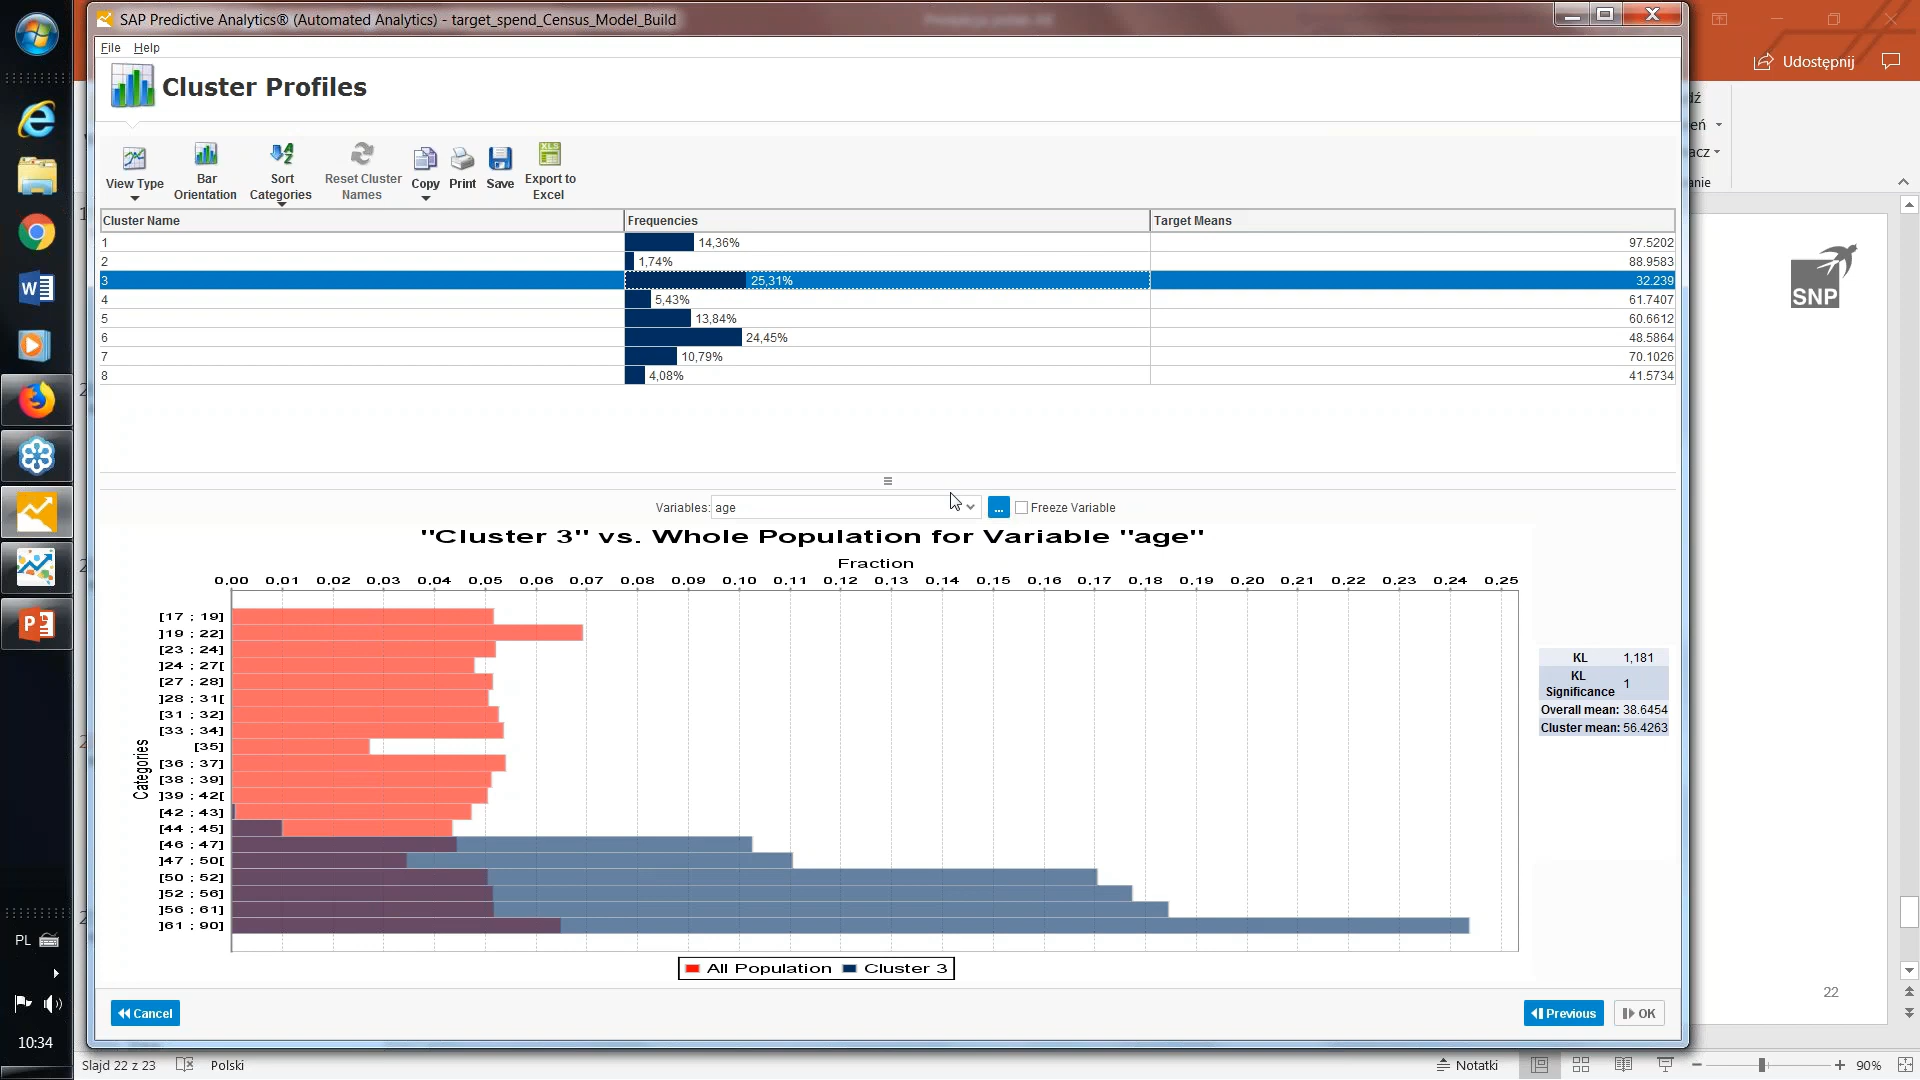 SAP Predictive Analytics® (Automated Analytics) - target_spend_Census_Model_Build
File Help
Udostępnij
Cluster Profiles
View Type
Bar Orientation
Sort Categories
Reset Cluster Names
Copy
Print
Save
Export to Excel
Cluster Name Frequencies Target Means
1 14,36% 97.5202
2 1,74% 88.9583
3 25,31% 32.239
4 5,43% 61.7407
5 13,84% 60.6612
6 24,45% 48.5864
7 10,79% 70.1026
8 4,08% 41.5734
SNP
Variables: age ... Freeze Variable
"Cluster 3" vs. Whole Population for Variable "age"
Fraction
0,00 0,01 0,02 0,03 0,04 0,05 0,06 0,07 0,08 0,09 0,10 0,11 0,12 0,13 0,14 0,15 0,16 0,17 0,18 0,19 0,20 0,21 0,22 0,23 0,24 0,25
Categories
[17 ; 19]
]19 ; 22]
[23 ; 24]
]24 ; 27[
[27 ; 28]
]28 ; 31[
[31 ; 32]
[33 ; 34]
[35]
[36 ; 37]
[38 ; 39]
]39 ; 42[
[42 ; 43]
[44 ; 45]
[46 ; 47]
]47 ; 50[
[50 ; 52]
]52 ; 56]
]56 ; 61]
]61 ; 90]
KL 1,181
KL Significance 1
Overall mean: 38.6454
Cluster mean: 56.4263
All Population Cluster 3
Cancel
Previous
OK
22
PL
10:34
Slajd 22 z 23 Polski
Notatki
90%